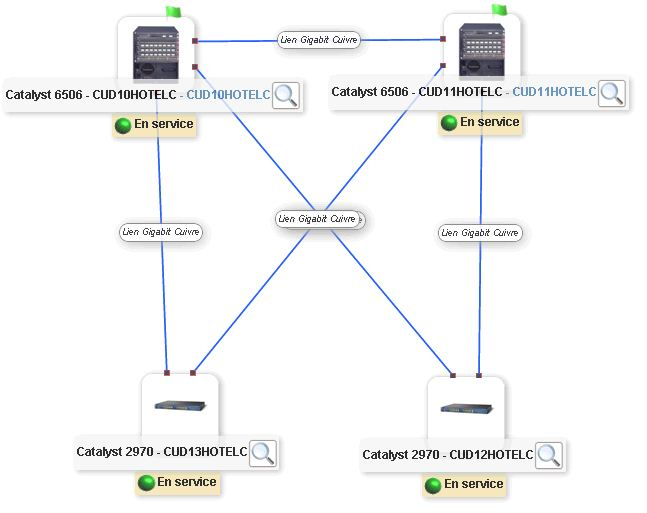 Lien Gigabit Cuivre
Catalyst 6506 - CUD10HOTELC - CUD10HOTELC
Catalyst 6506 - CUD11HOTELC - CUD11HOTELC
En service
En service
Lien Gigabit Cuivre
Lien Gigabit Cuivre
Lien Gigabit Cuivre
Catalyst 2970 - CUD13HOTELC
Catalyst 2970 - CUD12HOTELC
En service
En service